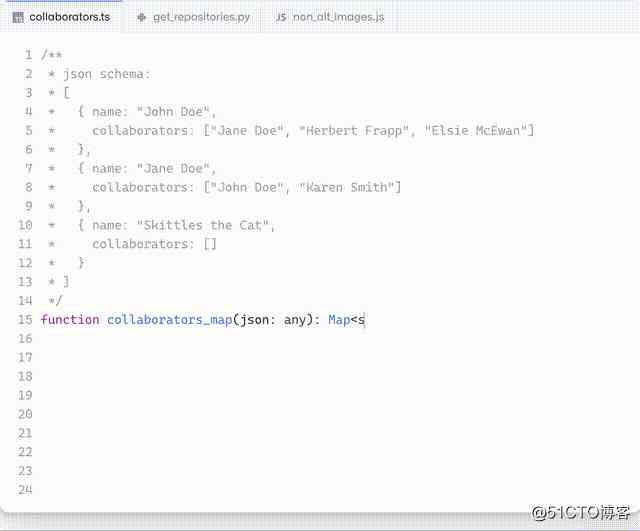 collaborators.ts get_repositories.py JS non_alt_images.js
1 /**
2 * json schema:
3 * [
4 *   { name: "John Doe",
5 *     collaborators: ["Jane Doe", "Herbert Frapp", "Elsie McEwan"]
6 *   },
7 *   { name: "Jane Doe",
8 *     collaborators: ["John Doe", "Karen Smith"]
9 *   },
10 *   { name: "Skittles the Cat",
11 *     collaborators: []
12 *   }
13 * ]
14 */
15 function collaborators_map(json: any): Map<s
16
17
18
19
20
21
22
23
24
@51CTO博客